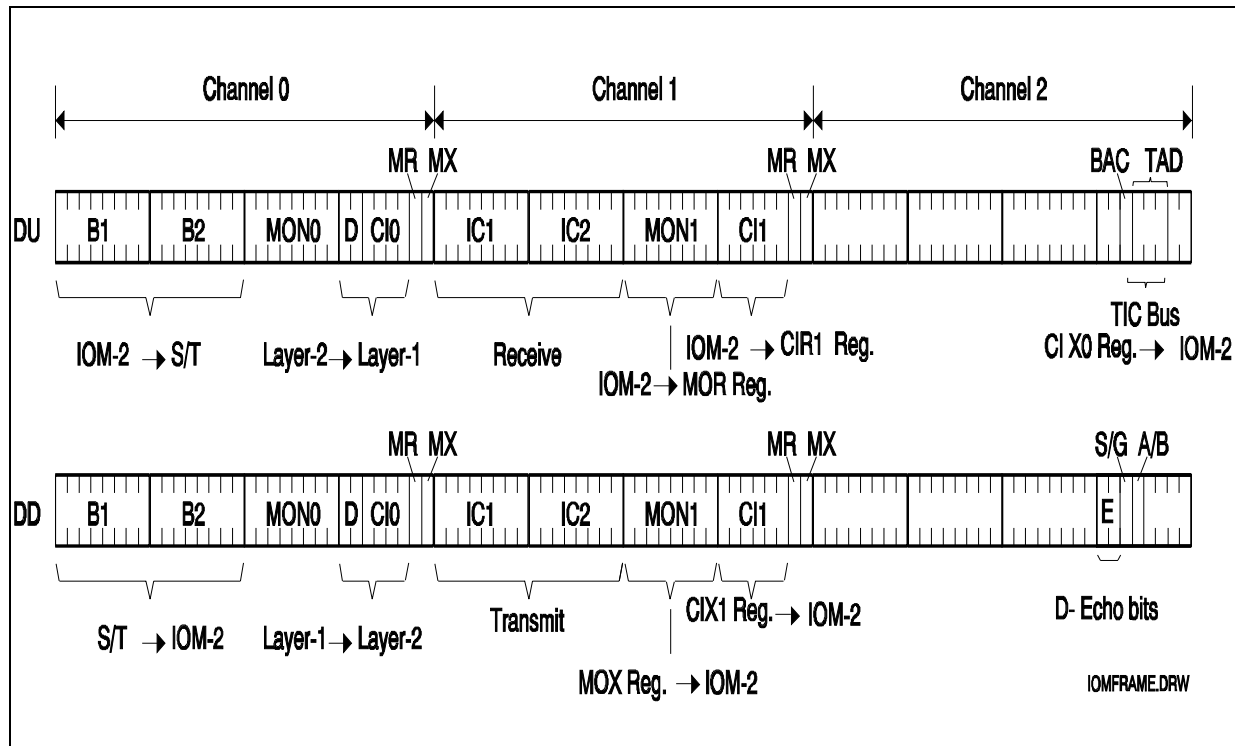 Channel 0 Channel 1 Channel 2
MR MX MR MX BAC TAD
DU B1 B2 MON0 D CI0 IC1 IC2 MON1 CI1
IOM-2 → S/T Layer-2 → Layer-1 Receive IOM-2 → CIR1 Reg. TIC Bus
IOM-2 → MOR Reg. CI X0 Reg. → IOM-2
MR MX MR MX S/G A/B
DD B1 B2 MON0 D CI0 IC1 IC2 MON1 CI1 E
S/T → IOM-2 Layer-1 → Layer-2 Transmit CIX1 Reg. → IOM-2 D- Echo bits
MOX Reg. → IOM-2
IOMFRAME.DRW